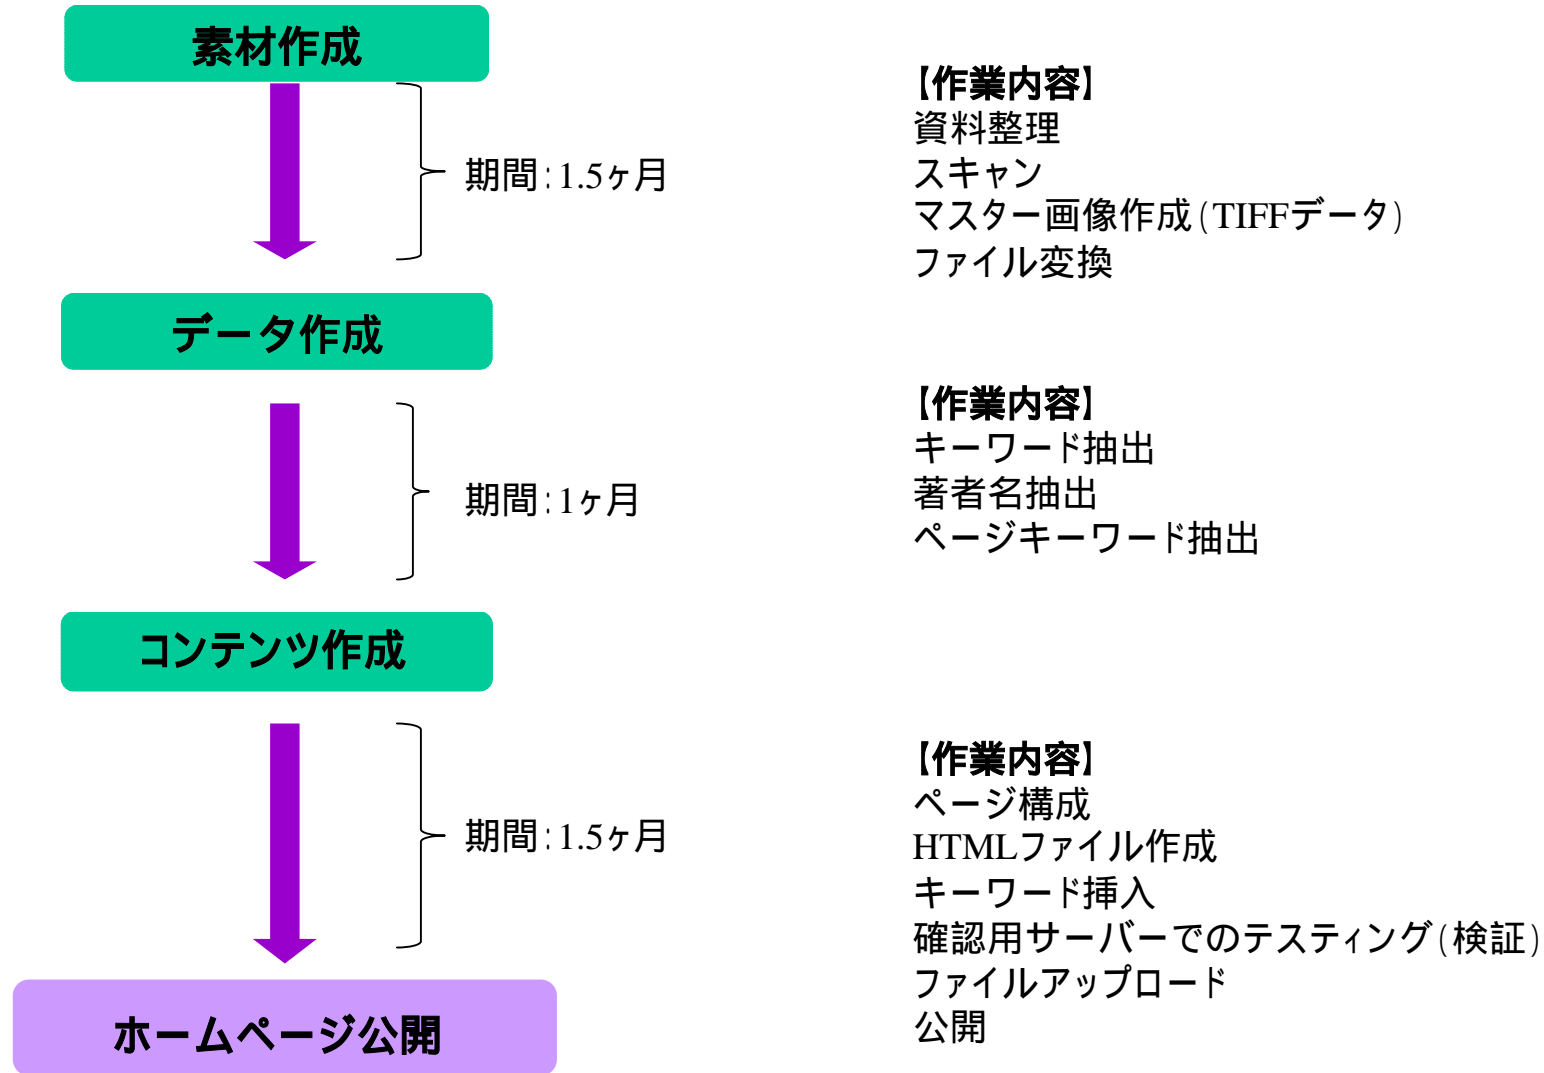 素材作成
期間：1.5ヶ月
【作業内容】
資料整理
スキャン
マスター画像作成（TIFFデータ）
ファイル変換
データ作成
期間：1ヶ月
【作業内容】
キーワード抽出
著者名抽出
ページキーワード抽出
コンテンツ作成
期間：1.5ヶ月
【作業内容】
ページ構成
HTMLファイル作成
キーワード挿入
確認用サーバーでのテスティング（検証）
ファイルアップロード
公開
ホームページ公開